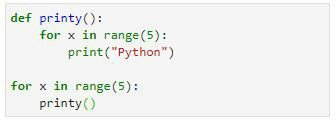 def printy():
    for x in range(5):
        print("Python")

for x in range(5):
    printy()